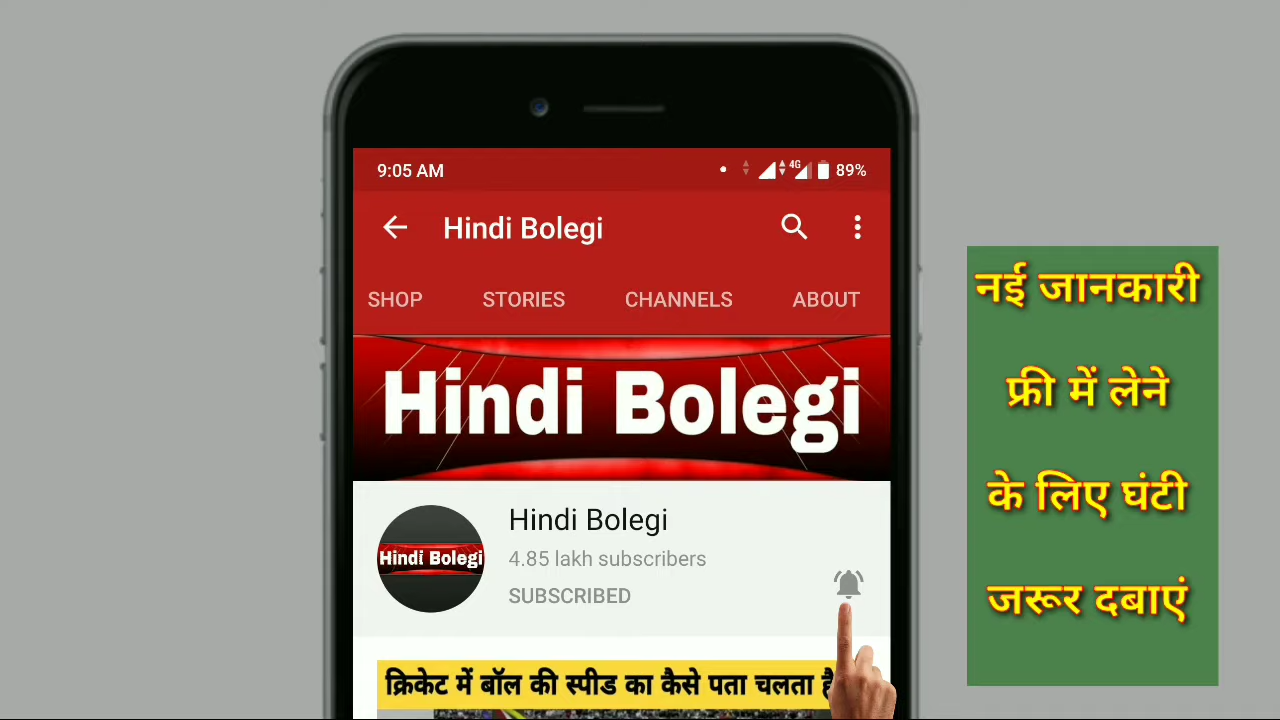 9:05 AM
4G
89%
Hindi Bolegi
SHOP STORIES CHANNELS ABOUT
Hindi Bolegi
Hindi Bolegi
Hindi Bolegi
4.85 lakh subscribers
SUBSCRIBED
क्रिकेट में बॉल की स्पीड का कैसे पता चलता है
नई जानकारी
फ्री में लेने
के लिए घंटी
जरूर दबाएं